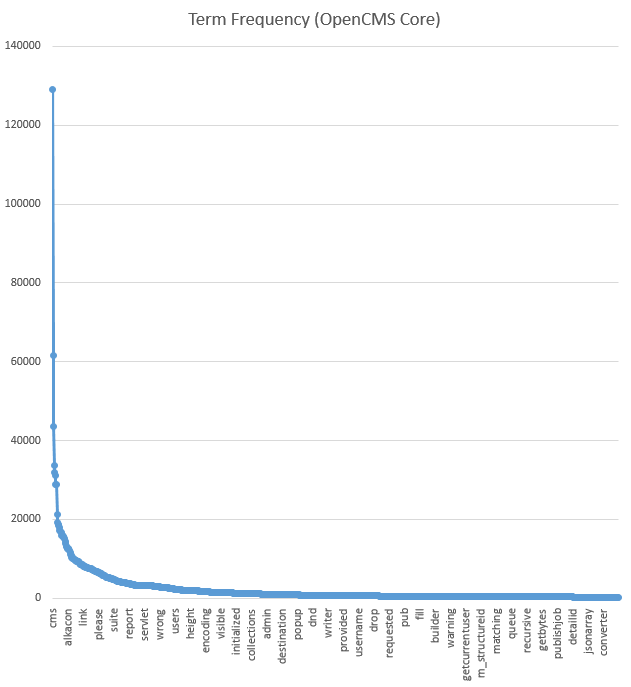 Term Frequency (OpenCMS Core)
140000
120000
100000
80000
60000
40000
20000
0
cms
alkacon
link
please
suite
report
servlet
wrong
users
height
encoding
visible
initialized
collections
admin
destination
popup
dnd
writer
provided
username
drop
requested
pub
fill
builder
warning
getcurrentuser
m_structureid
matching
queue
recursive
getbytes
publishjob
detailid
jsonarray
converter